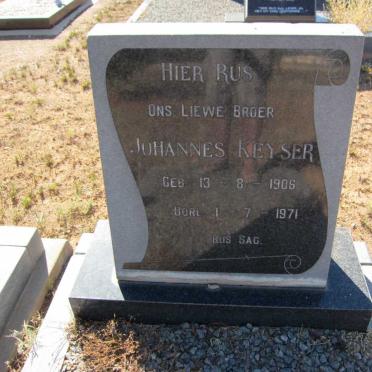 HIER RUS
ONS LIEWE BROER
JOHANNES KEYSER
GEB. 13 - 8 - 1906
OORL. 1 - 7 - 1971
RUS SAG.